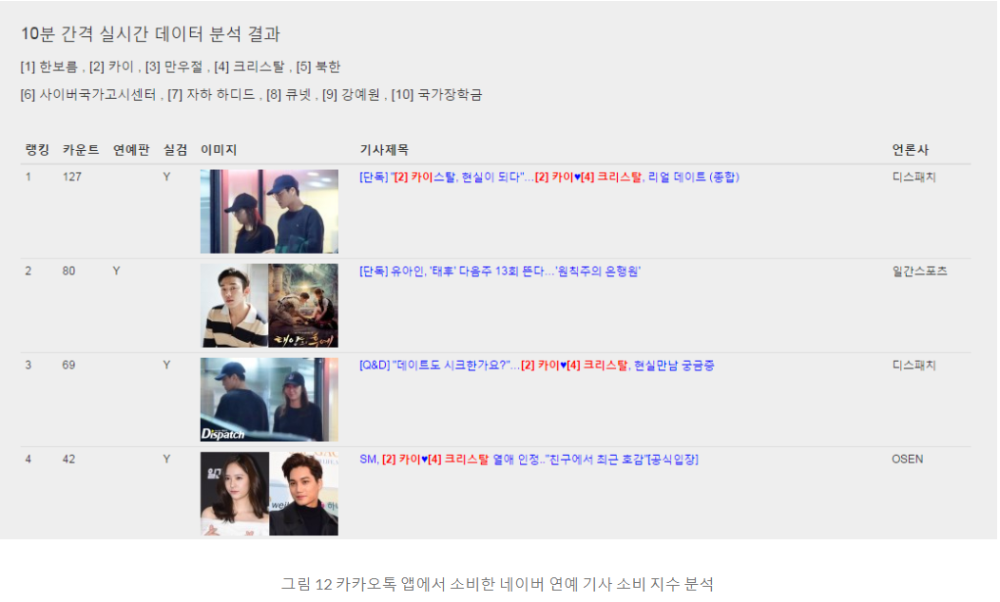 10분 간격 실시간 데이터 분석 결과
[1] 한보름 , [2] 카이 , [3] 만우절 , [4] 크리스탈 , [5] 북한
[6] 사이버국가고시센터 , [7] 자하 하디드 , [8] 큐넷 , [9] 강예원 , [10] 국가장학금
랭킹 카운트 연예판 실검 이미지 기사제목 언론사
1 127 Y [단독] "[2] 카이스탈, 현실이 되다"...[2] 카이♥[4] 크리스탈, 리얼 데이트 (종합) 디스패치
2 80 Y [단독] 유아인, '태후' 다음주 13회 뜬다…'원칙주의 은행원' 일간스포츠
태양의 후예
3 69 Y [Q&D] "데이트도 시크한가요?"…[2] 카이♥[4] 크리스탈, 현실만남 궁금증 디스패치
Dispatch
4 42 Y SM, [2] 카이♥[4] 크리스탈 열애 인정.."친구에서 최근 호감"[공식입장] OSEN
그림 12 카카오톡 앱에서 소비한 네이버 연예 기사 소비 지수 분석